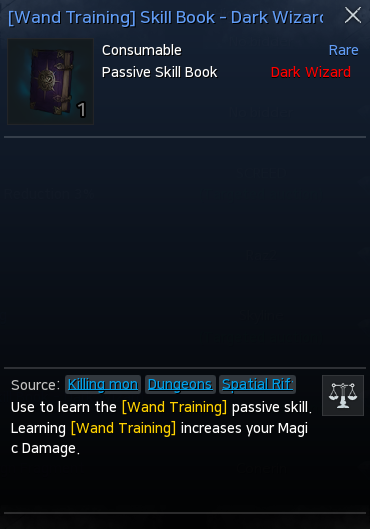 [Wand Training] Skill Book - Dark Wizard
Consumable Rare
Passive Skill Book Dark Wizard
1
Source: Killing mon Dungeons Spatial Rif
Use to learn the [Wand Training] passive skill.
Learning [Wand Training] increases your Magi
c Damage.